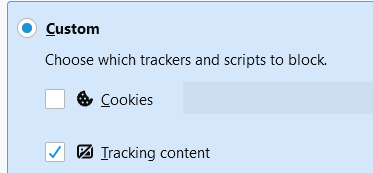 Custom
Choose which trackers and scripts to block.
Cookies
Tracking content